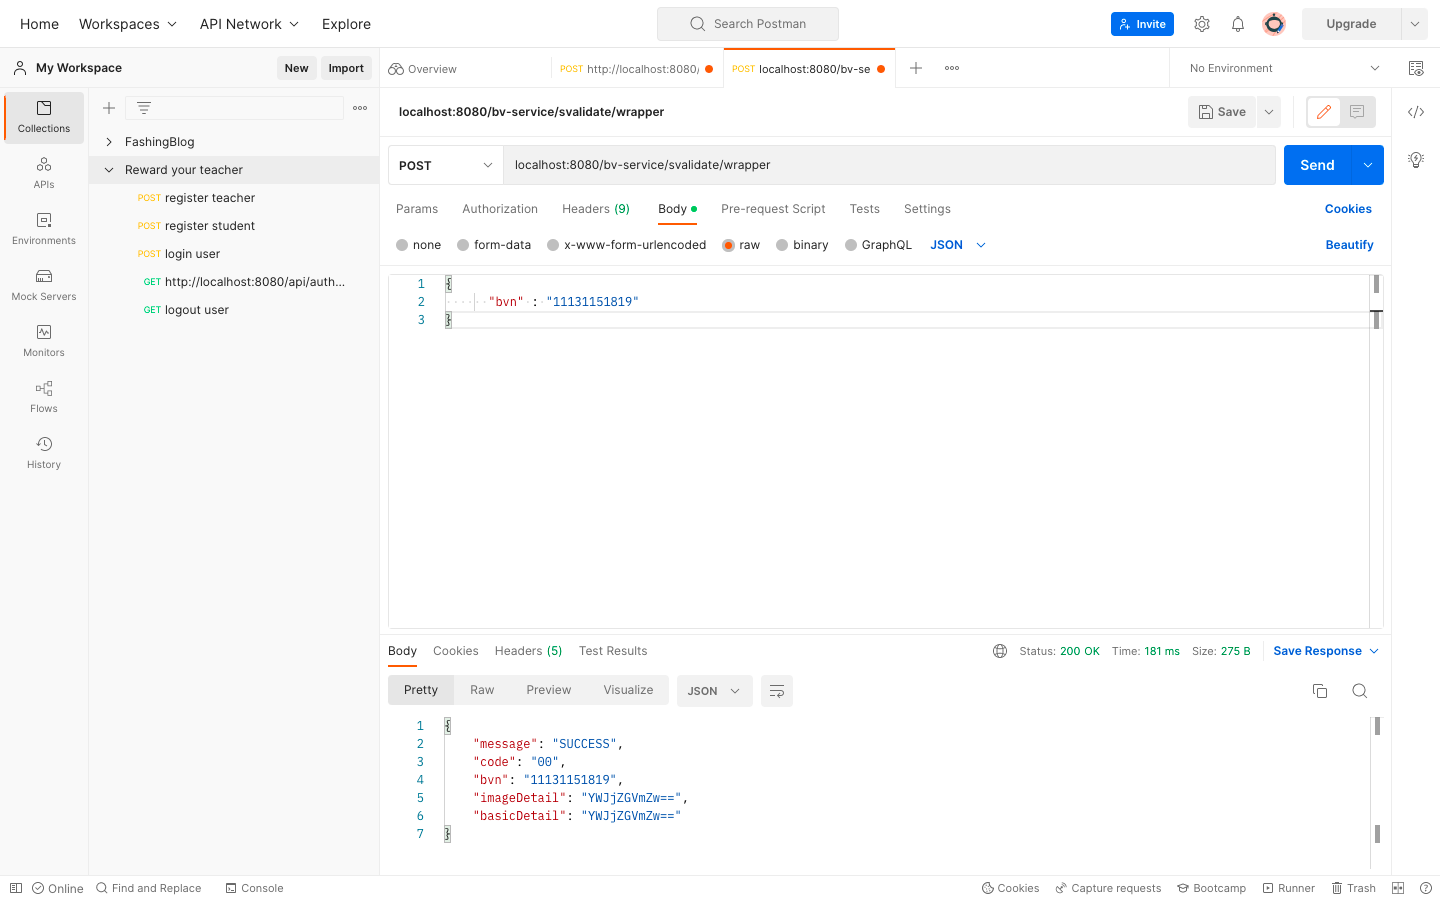 Home Workspaces API Network Explore Search Postman Invite Upgrade
My Workspace New Import Overview POST http://localhost:8080/ POST localhost:8080/bv-se No Environment
Collections
APIs
Environments
Mock Servers
Monitors
Flows
History
FashingBlog
Reward your teacher
POST register teacher
POST register student
POST login user
GET http://localhost:8080/api/auth...
GET logout user
localhost:8080/bv-service/svalidate/wrapper Save
POST localhost:8080/bv-service/svalidate/wrapper Send
Params Authorization Headers (9) Body Pre-request Script Tests Settings Cookies
none form-data x-www-form-urlencoded raw binary GraphQL JSON Beautify
1 {
2 "bvn" : "11131151819"
3 }
Body Cookies Headers (5) Test Results Status: 200 OK Time: 181 ms Size: 275 B Save Response
Pretty Raw Preview Visualize JSON
1 {
2 "message": "SUCCESS",
3 "code": "00",
4 "bvn": "11131151819",
5 "imageDetail": "YWJjZGVmZw==",
6 "basicDetail": "YWJjZGVmZw=="
7 }
Online Find and Replace Console Cookies Capture requests Bootcamp Runner Trash